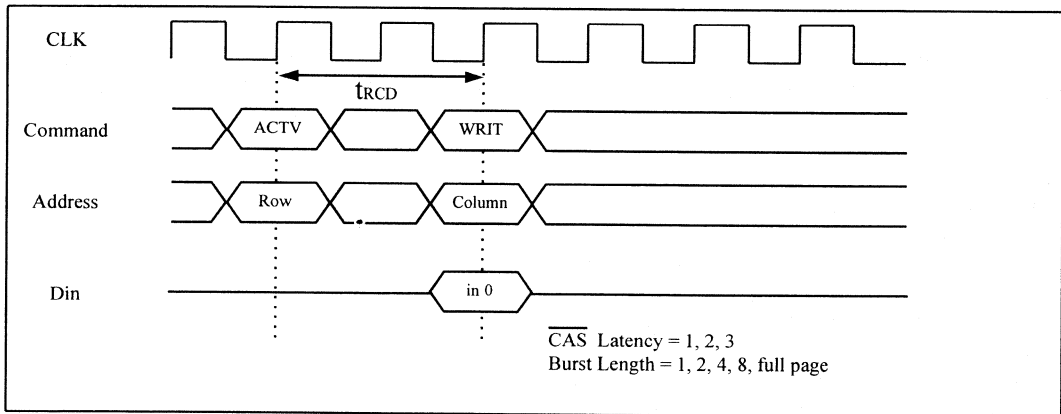 CLK
tRCD
Command
ACTV
WRIT
Address
Row
Column
Din
in 0
CAS Latency = 1, 2, 3
Burst Length = 1, 2, 4, 8, full page